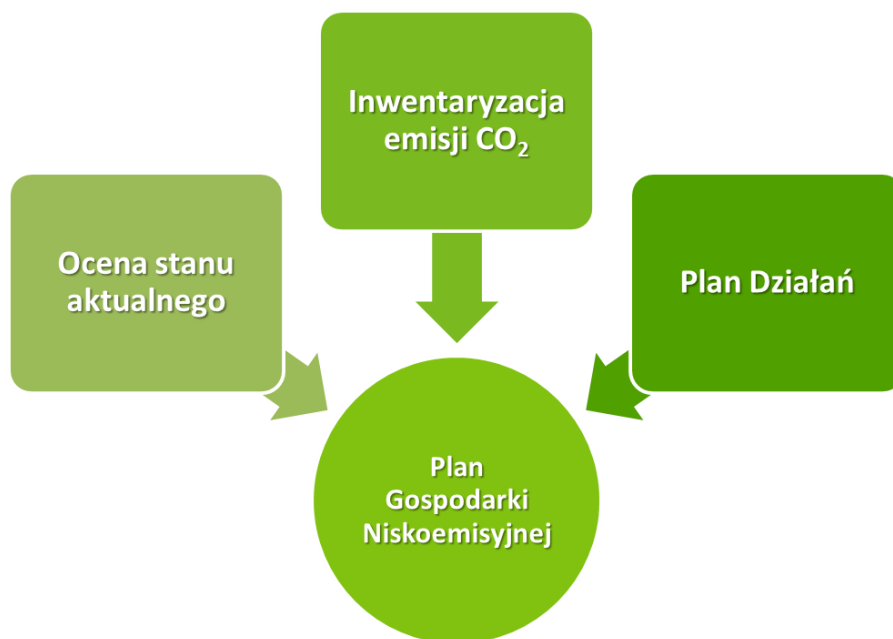 Inwentaryzacja
emisji CO₂
Ocena stanu
aktualnego
Plan Działań
Plan
Gospodarki
Niskoemisyjnej